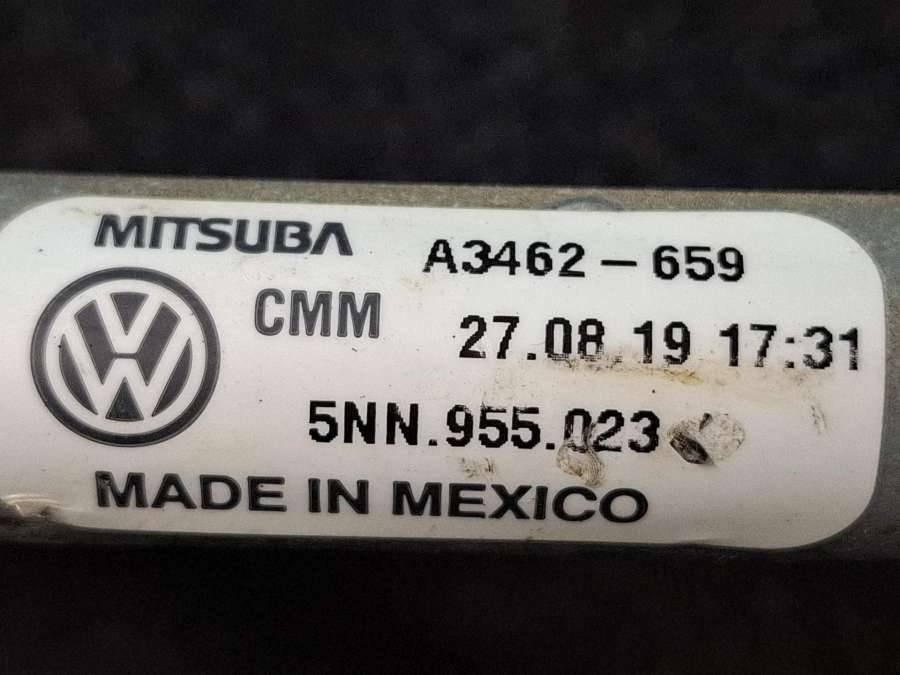 MITSUBA
A3462-659
CMM
27.08.19 17:31
5NN.955.023
MADE IN MEXICO